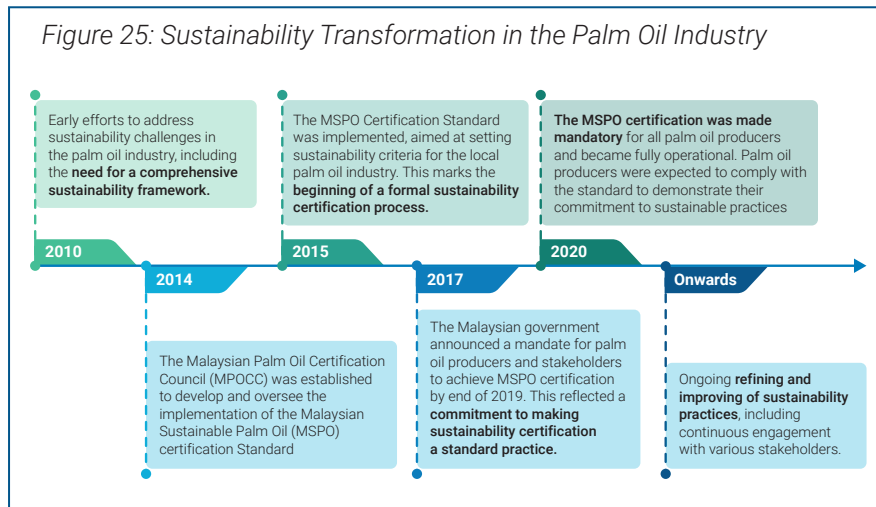 Figure 25: Sustainability Transformation in the Palm Oil Industry
Early efforts to address
sustainability challenges in
the palm oil industry, including
the need for a comprehensive
sustainability framework.
The MSPO Certification Standard
was implemented, aimed at setting
sustainability criteria for the local
palm oil industry. This marks the
beginning of a formal sustainability
certification process.
The MSPO certification was made
mandatory for all palm oil producers
and became fully operational. Palm oil
producers were expected to comply with
the standard to demonstrate their
commitment to sustainable practices
2010
2015
2020
2014
2017
Onwards
The Malaysian Palm Oil Certification
Council (MPOCC) was established
to develop and oversee the
implementation of the Malaysian
Sustainable Palm Oil (MSPO)
certification Standard
The Malaysian government
announced a mandate for palm
oil producers and stakeholders
to achieve MSPO certification
by end of 2019. This reflected a
commitment to making
sustainability certification
a standard practice.
Ongoing refining and
improving of sustainability
practices, including
continuous engagement
with various stakeholders.